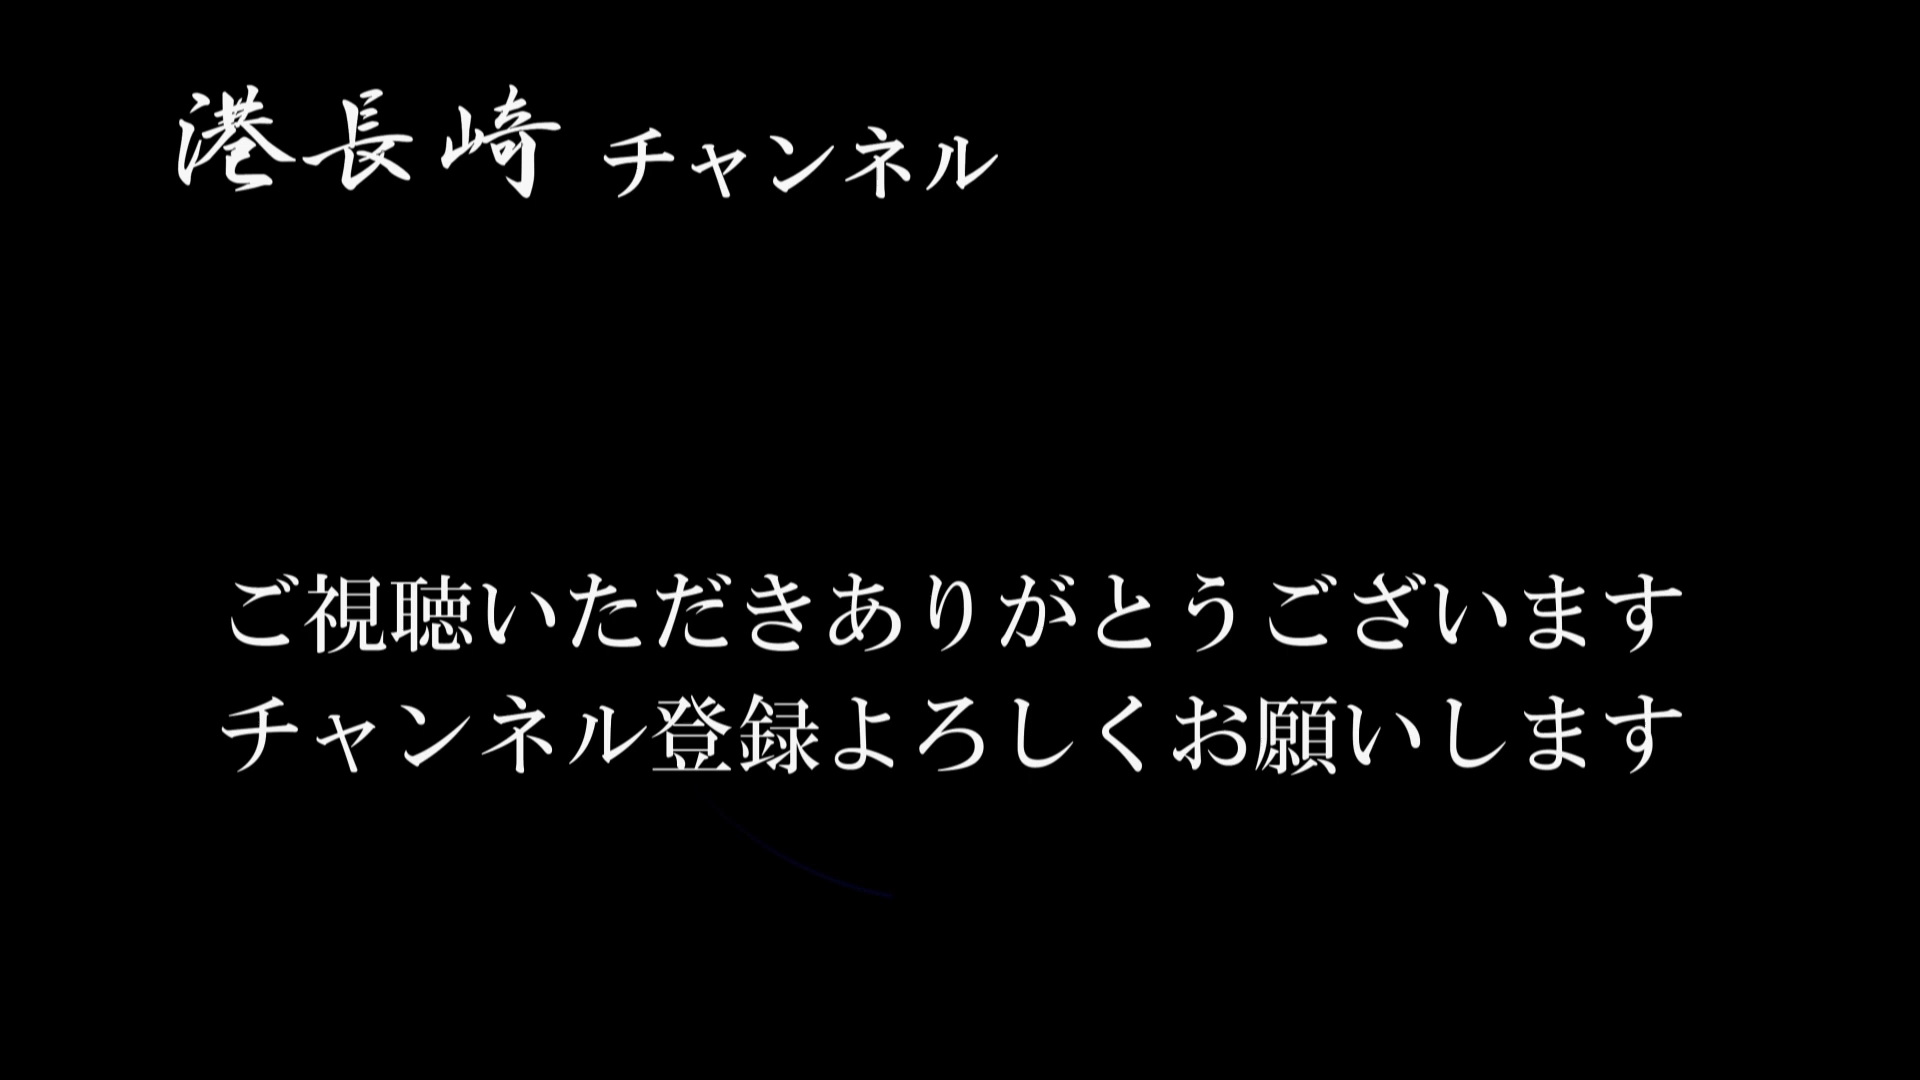 港長崎 チャンネル
ご視聴いただきありがとうございます
チャンネル登録よろしくお願いします